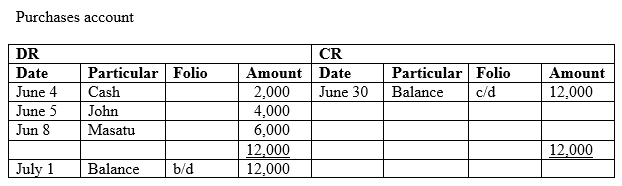 Purchases account
DR CR
Date Particular Folio Amount Date Particular Folio Amount
June 4 Cash 2,000 June 30 Balance c/d 12,000
June 5 John 4,000
Jun 8 Masatu 6,000
12,000 12,000
July 1 Balance b/d 12,000